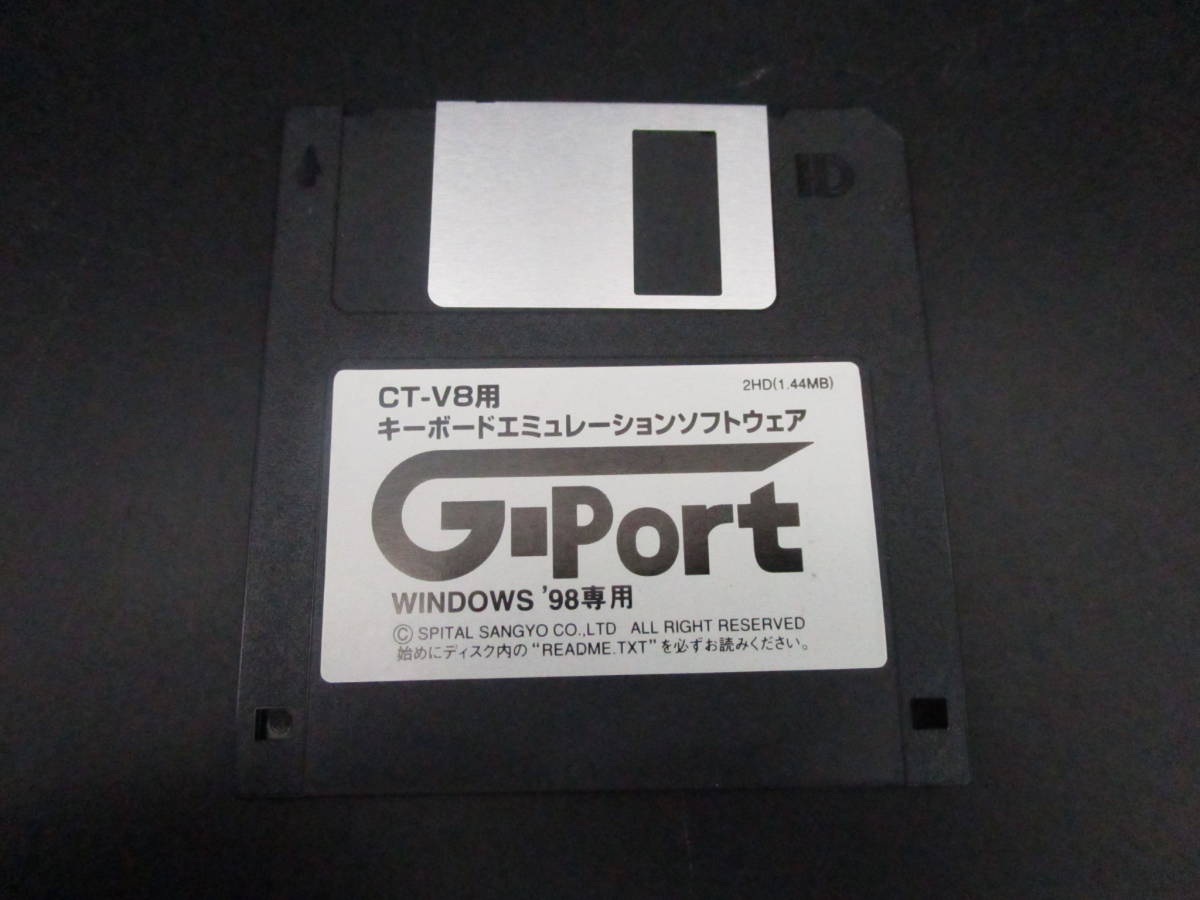 HD
CT-V8用
2HD(1.44MB)
キーボードエミュレーションソフトウェア
G-Port
WINDOWS '98専用
© SPITAL SANGYO CO.,LTD ALL RIGHT RESERVED
始めにディスク内の“README.TXT”を必ずお読みください。